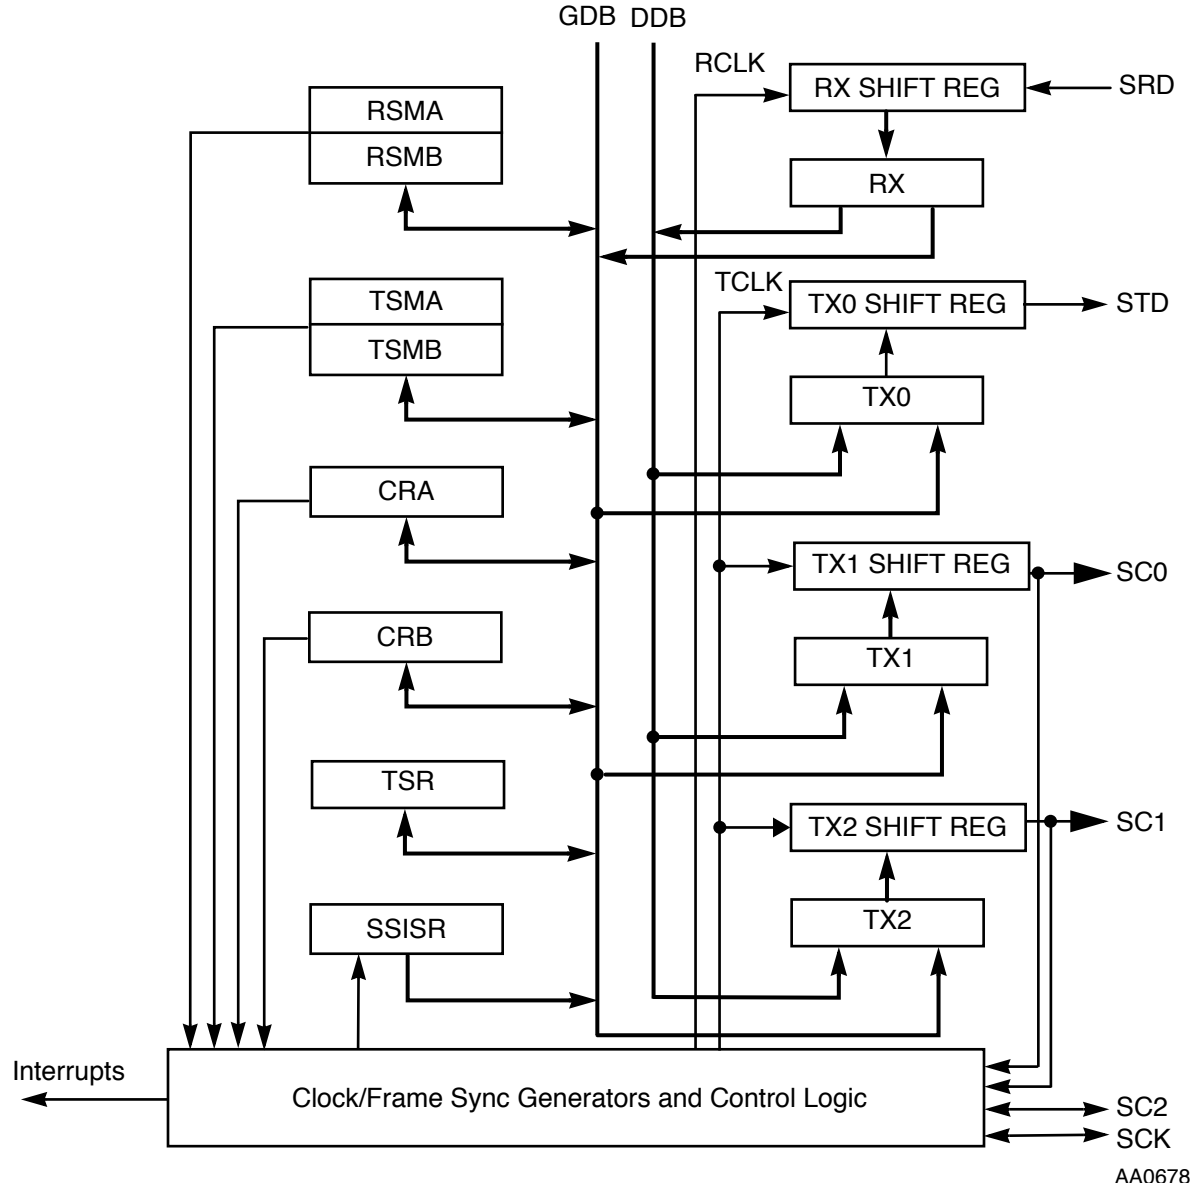 GDB DDB
RCLK
RX SHIFT REG
SRD
RSMA
RSMB
RX
TCLK
TSMA
TSMB
TX0 SHIFT REG
STD
TX0
CRA
TX1 SHIFT REG
SC0
CRB
TX1
TSR
TX2 SHIFT REG
SC1
SSISR
TX2
Interrupts
Clock/Frame Sync Generators and Control Logic
SC2
SCK
AA0678